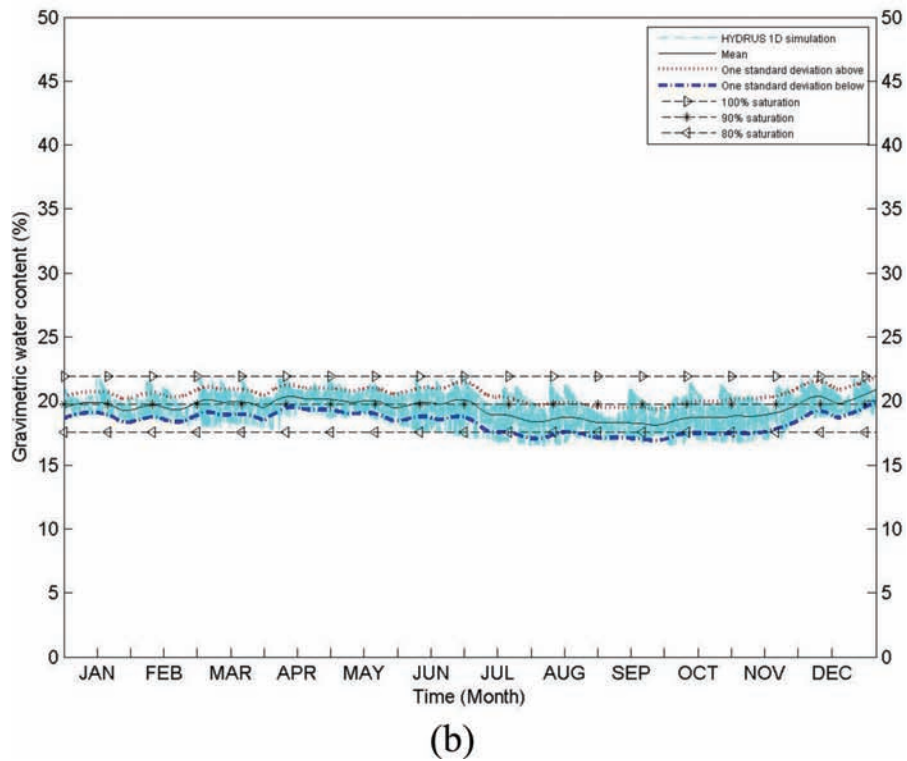 50
45
40
35
30
25
20
15
10
5
0
Gravimetric water content (%)
HYDRUS 1D simulation
Mean
One standard deviation above
One standard deviation below
100% saturation
90% saturation
80% saturation
50
45
40
35
30
25
20
15
10
5
0
JAN FEB MAR APR MAY JUN JUL AUG SEP OCT NOV DEC
Time (Month)
(b)